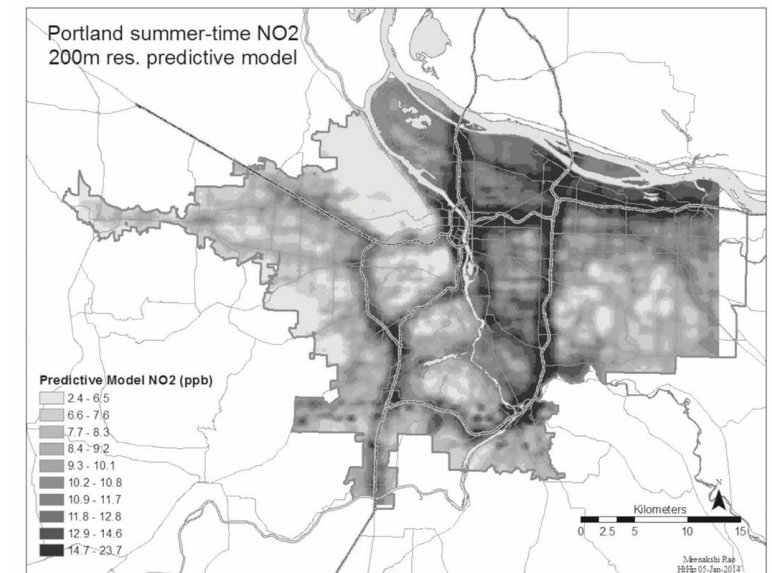 Portland summer-time NO2
200m res. predictive model
Predictive Model NO2 (ppb)
2.4 - 6.5
6.6 - 7.6
7.7 - 8.3
8.4 - 9.2
9.3 - 10.1
10.2 - 10.8
10.9 - 11.7
11.8 - 12.8
12.9 - 14.6
14.7 - 23.7
N
Kilometers
0 2.5 5 10 15
Meenakshi Rao
HtHp 05-Jan-2014